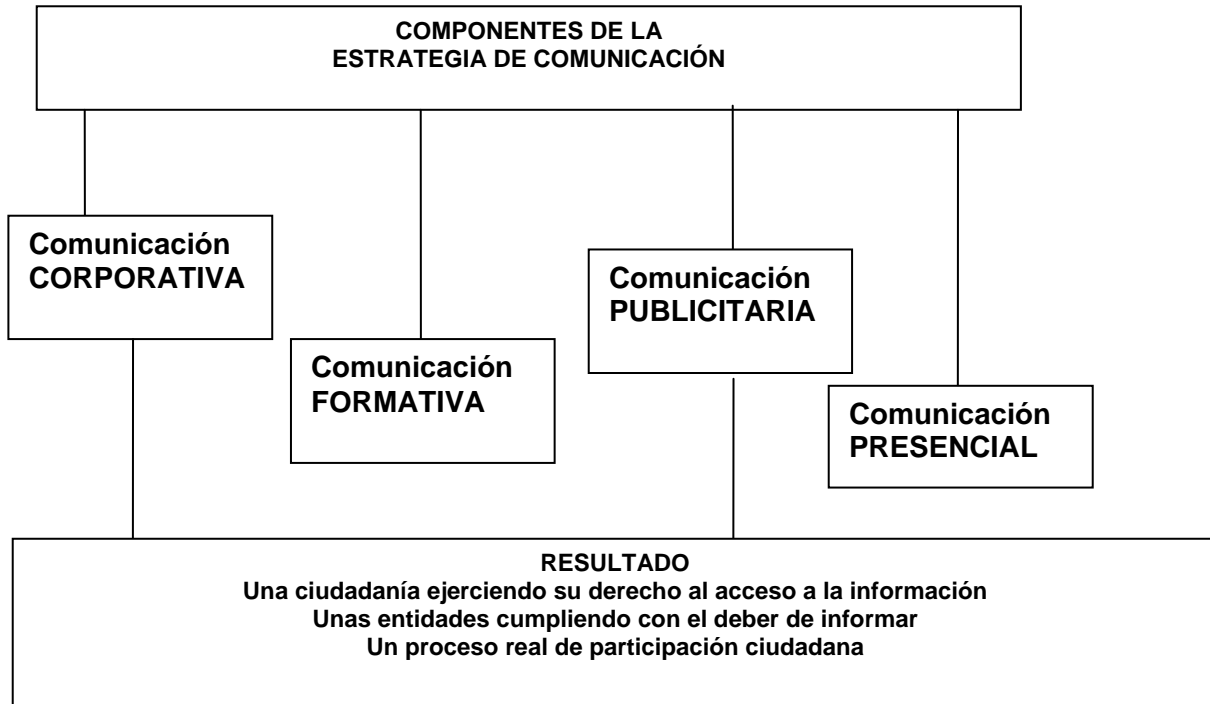 COMPONENTES DE LA
ESTRATEGIA DE COMUNICACIÓN
Comunicación
CORPORATIVA
Comunicación
FORMATIVA
Comunicación
PUBLICITARIA
Comunicación
PRESENCIAL
RESULTADO
Una ciudadanía ejerciendo su derecho al acceso a la información
Unas entidades cumpliendo con el deber de informar
Un proceso real de participación ciudadana